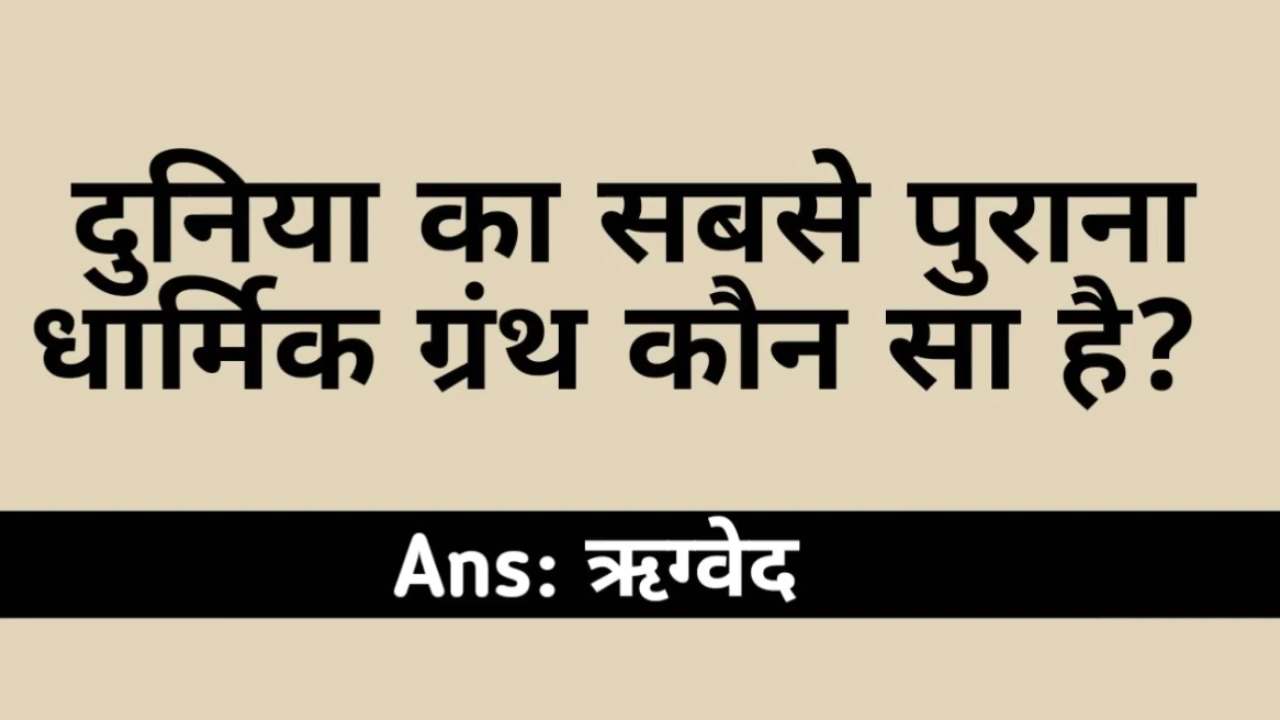 दुनिया का सबसे पुराना
धार्मिक ग्रंथ कौन सा है?
Ans: ऋग्वेद